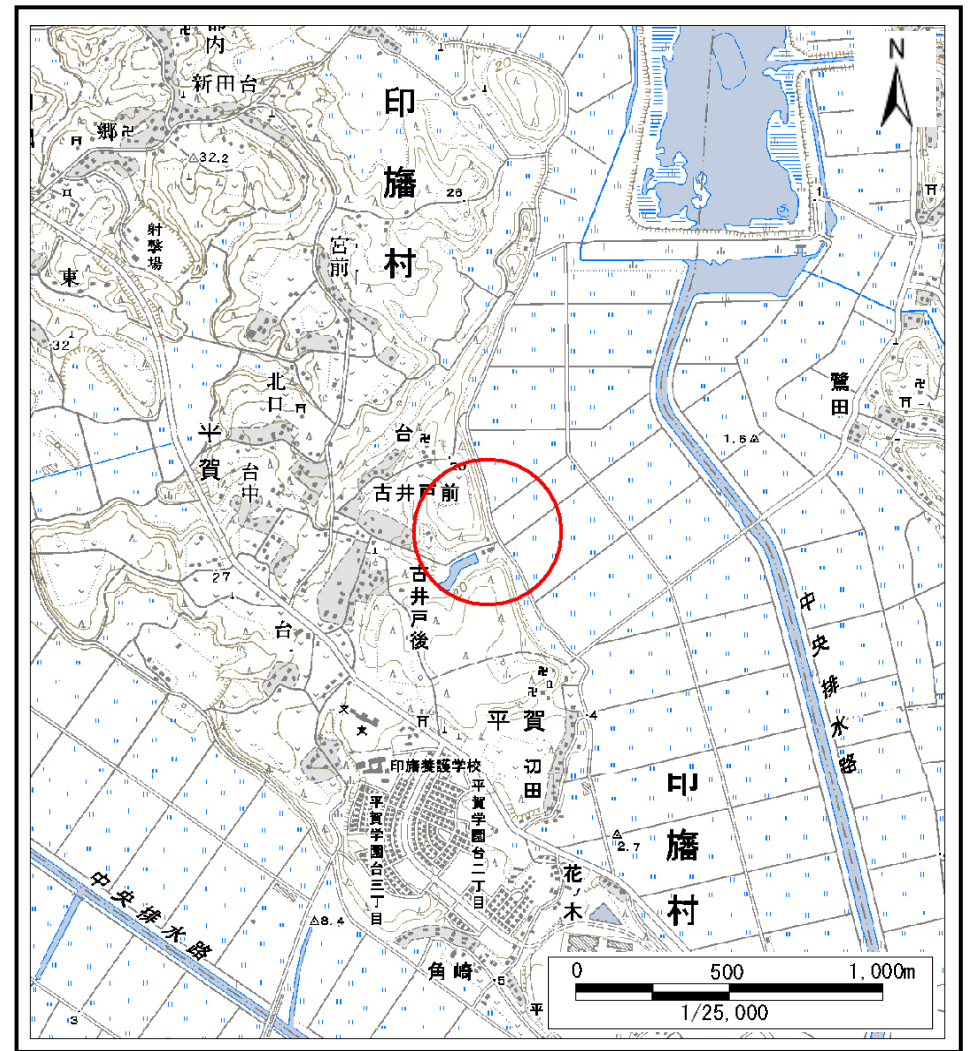 内
新田台
印旛村
N
郷
32.2
26
1
射撃場
宮前
東
32
北口
鷺田
平賀
台
1.6
台中
古井戸前
27
古井戸後
台
中央排水路
平賀
4
辺田
印旛養護学校
印旛村
平賀学園台三丁目
平賀学園台二丁目
2.7
花ノ木
中央排水路
8.4
角崎
5
平
3
0 500 1,000m
1/25,000